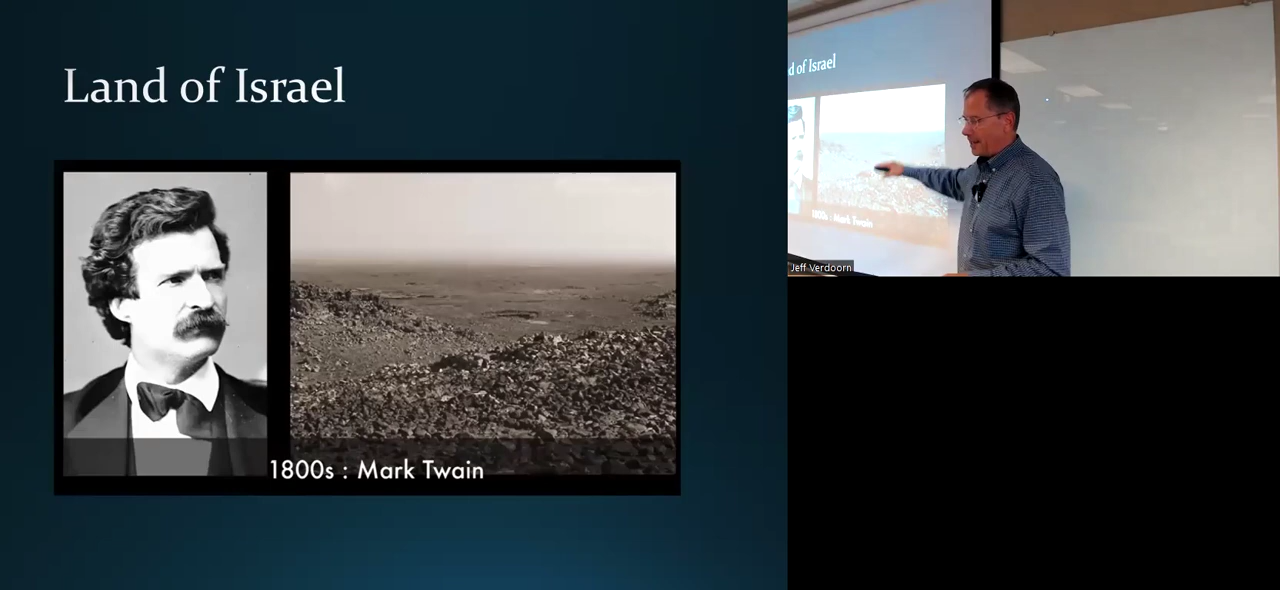 Land of Israel
1800s : Mark Twain
d of Israel
1800s : Mark Twain
Jeff Verdoorn